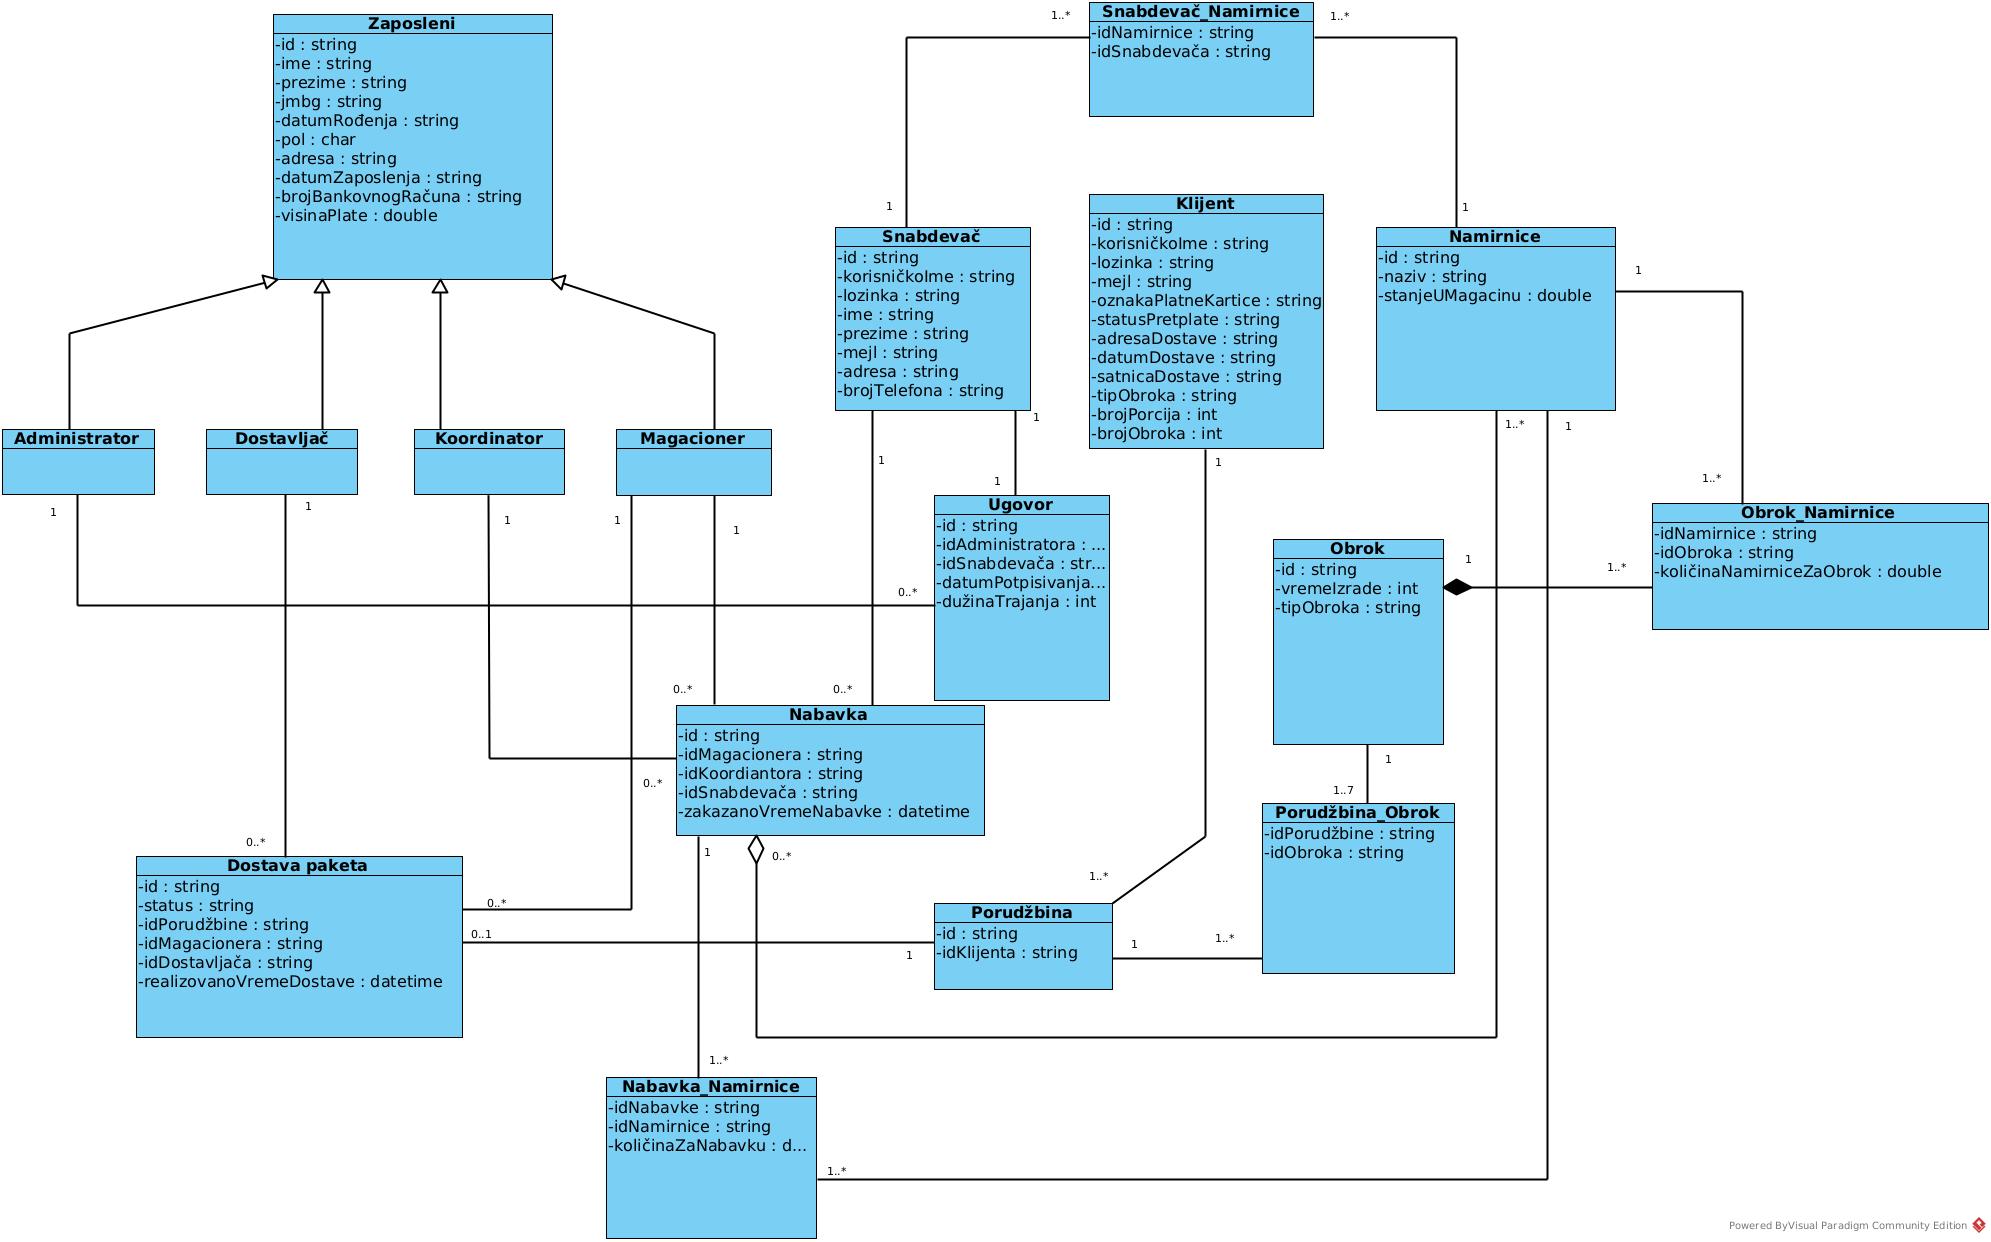 Zaposleni
-id : string
-ime : string
-prezime : string
-jmbg : string
-datumRođenja : string
-pol : char
-adresa : string
-datumZaposlenja : string
-brojBankovnogRačuna : string
-visinaPlate : double
1..*
Snabdevač_Namirnice
-idNamirnice : string
-idSnabdevača : string
1..*
1
1
Snabdevač
-id : string
-korisničkoIme : string
-lozinka : string
-ime : string
-prezime : string
-mejl : string
-adresa : string
-brojTelefona : string
Klijent
-id : string
-korisničkoIme : string
-lozinka : string
-mejl : string
-oznakaPlatneKartice : string
-statusPretplate : string
-adresaDostave : string
-datumDostave : string
-satnicaDostave : string
-tipObroka : string
-brojPorcija : int
-brojObroka : int
Namirnice
-id : string
-naziv : string
-stanjeUMagacinu : double
1
Administrator
Dostavljač
Koordinator
Magacioner
1
1
1
1
1
1
1
1
1
1..*
1
1..*
Ugovor
-id : string
-idAdministratora : ...
-idSnabdevača : str...
-datumPotpisivanja...
-dužinaTrajanja : int
0..*
Obrok
-id : string
-vremeIzrade : int
-tipObroka : string
1
1..*
Obrok_Namirnice
-idNamirnice : string
-idObroka : string
-količinaNamirniceZaObrok : double
0..*
0..*
0..*
Nabavka
-id : string
-idMagacionera : string
-idKoordiantora : string
-idSnabdevača : string
-zakazanoVremeNabavke : datetime
1
1..7
Porudžbina_Obrok
-idPorudžbine : string
-idObroka : string
0..*
1
0..*
1..*
Dostava paketa
-id : string
-status : string
-idPorudžbine : string
-idMagacionera : string
-idDostavljača : string
-realizovanoVremeDostave : datetime
0..*
0..1
1
Porudžbina
-id : string
-idKlijenta : string
1
1..*
1..*
Nabavka_Namirnice
-idNabavke : string
-idNamirnice : string
-količinaZaNabavku : d...
1..*
Powered ByVisual Paradigm Community Edition